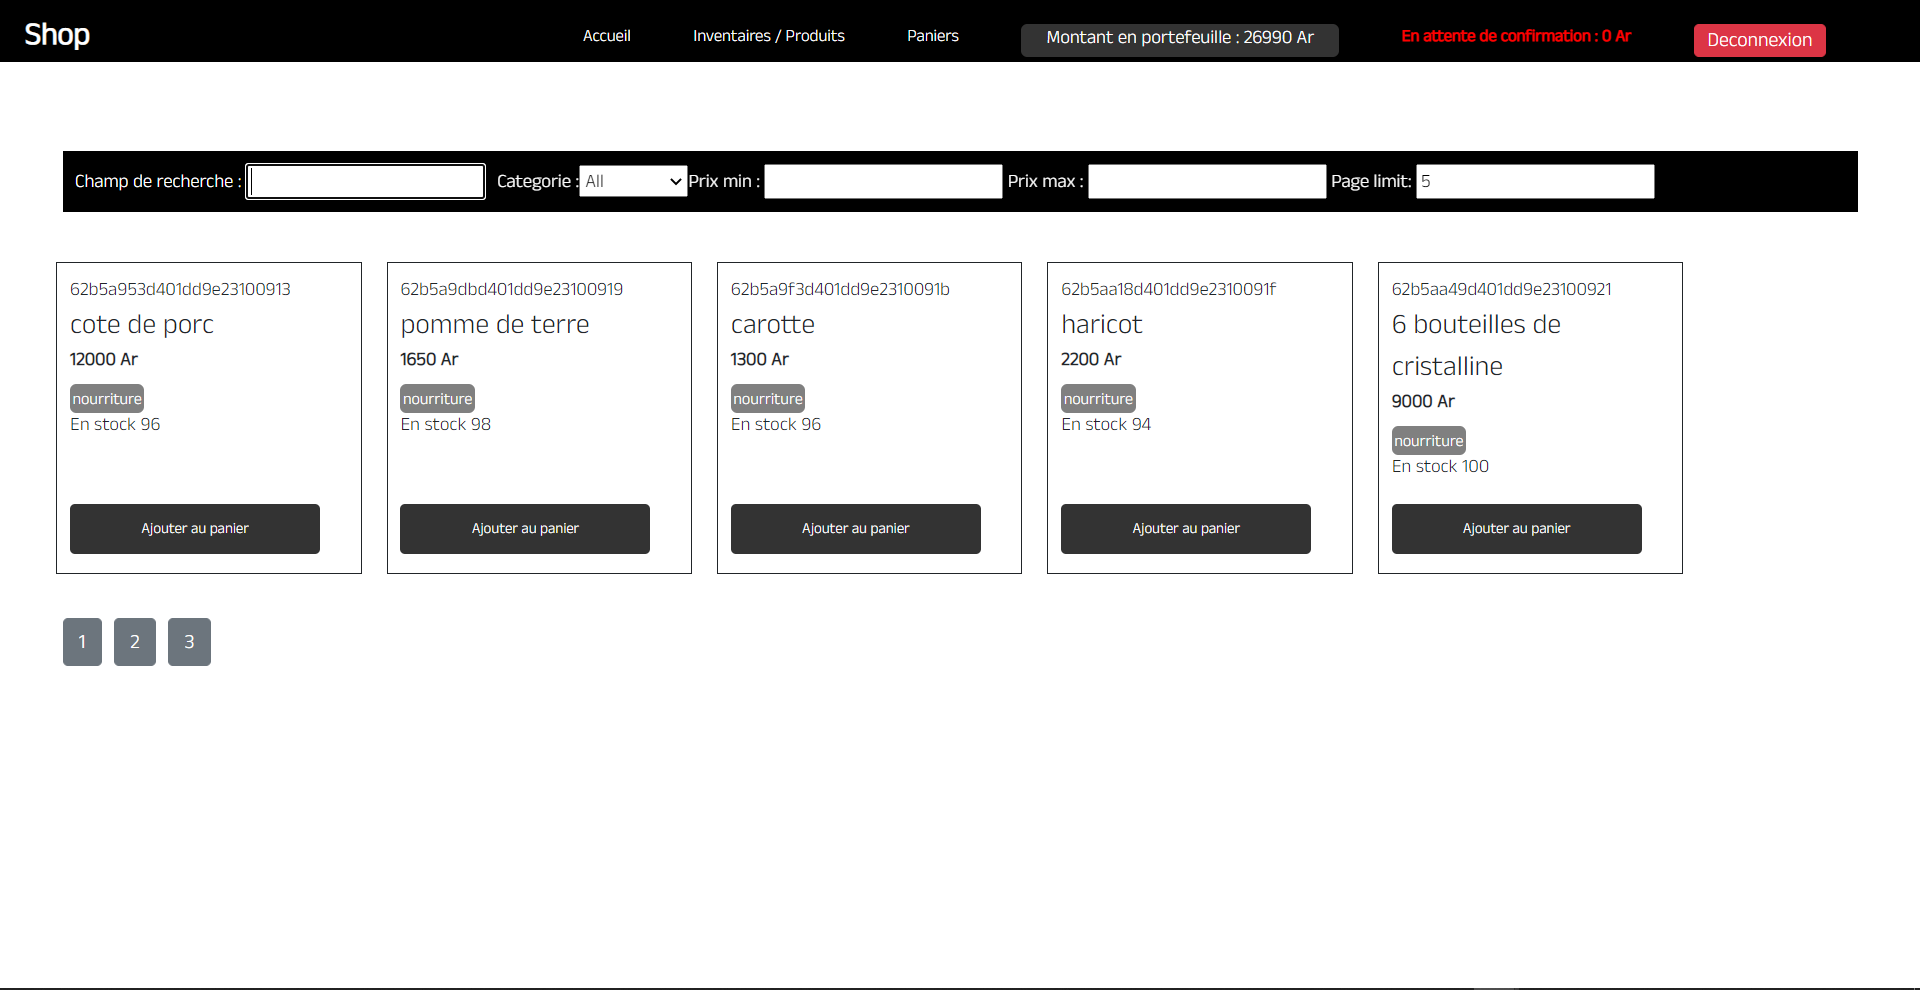 Shop
Accueil
Inventaires / Produits
Paniers
Montant en portefeuille : 26990 Ar
En attente de confirmation : 0 Ar
Deconnexion
Champ de recherche :
Categorie : All
Prix min :
Prix max :
Page limit: 5
62b5a953d401dd9e23100913
cote de porc
12000 Ar
nourriture
En stock 96
Ajouter au panier
62b5a9dbd401dd9e23100919
pomme de terre
1650 Ar
nourriture
En stock 98
Ajouter au panier
62b5a9f3d401dd9e2310091b
carotte
1300 Ar
nourriture
En stock 96
Ajouter au panier
62b5aa18d401dd9e2310091f
haricot
2200 Ar
nourriture
En stock 94
Ajouter au panier
62b5aa49d401dd9e23100921
6 bouteilles de
cristalline
9000 Ar
nourriture
En stock 100
Ajouter au panier
1 2 3